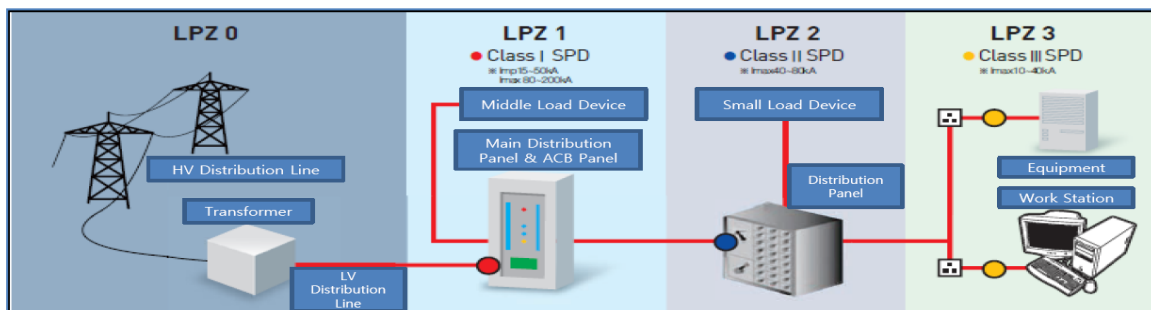 LPZ 0
HV Distribution Line
Transformer
LV
Distribution
Line
LPZ 1
Class I SPD
※ Imp15~50kA
Imax 80~200kA
Middle Load Device
Main Distribution
Panel & ACB Panel
LPZ 2
Class II SPD
※ Imax40~80kA
Small Load Device
Distribution
Panel
LPZ 3
Class III SPD
※ Imax10~40kA
Equipment
Work Station